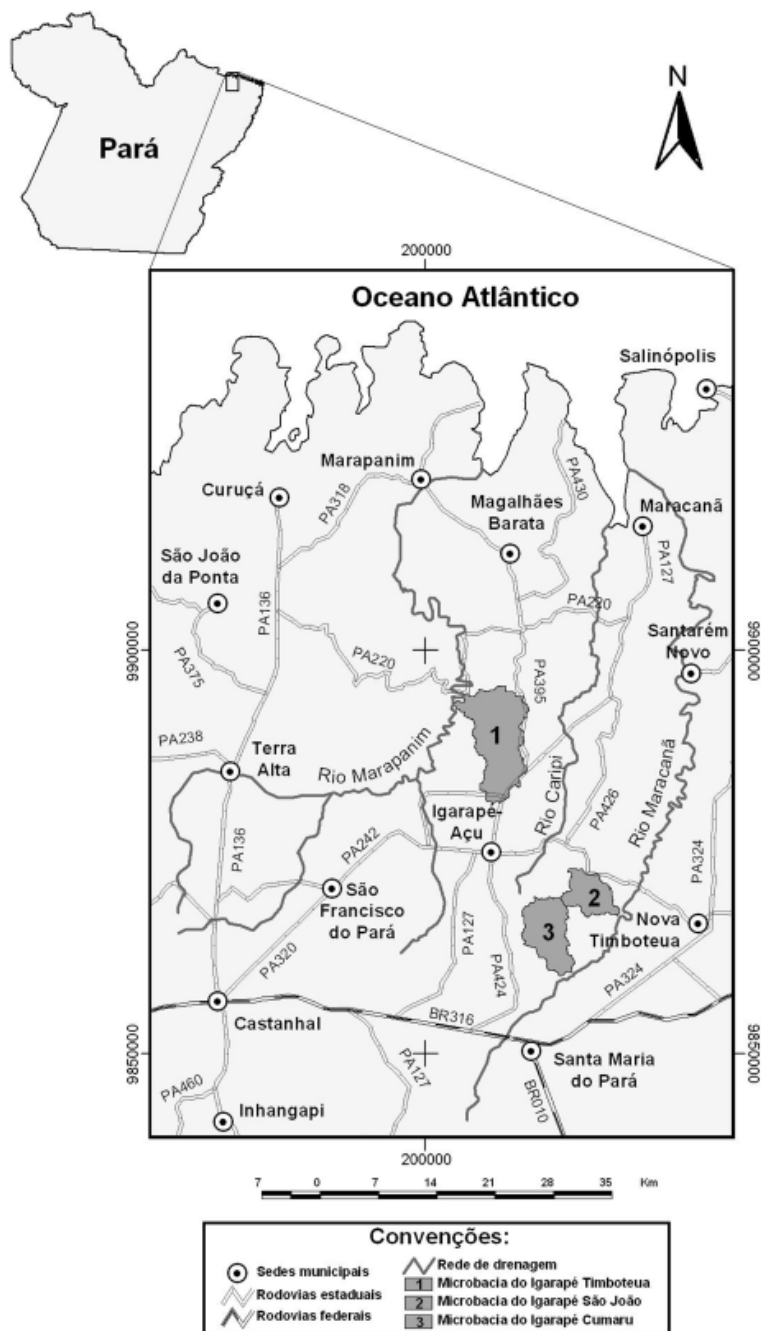 Pará
N
200000
Oceano Atlântico
Salinópolis
Marapanim
Curuçá
PA318
Magalhães
Barata
PA430
Maracanã
São João
da Ponta
PA136
PA127
PA220
Santarém
Novo
9900000
9900000
PA375
PA220
PA395
PA238
Terra
Alta
Rio Marapanim
1
Igarapé-
Açu
Rio Caripi
PA426
Rio Maracanã
PA324
PA136
PA242
São
Francisco
do Pará
PA127
PA424
2
3
Nova
Timboteua
PA320
PA324
Castanhal
BR316
9850000
9850000
PA127
Santa Maria
do Pará
PA460
Inhangapi
BR010
200000
7 0 7 14 21 28 35 Km
Convenções:
Sedes municipais
Rodovias estaduais
Rodovias federais
Rede de drenagem
1 Microbacia do Igarapé Timboteua
2 Microbacia do Igarapé São João
3 Microbacia do Igarapé Cumaru